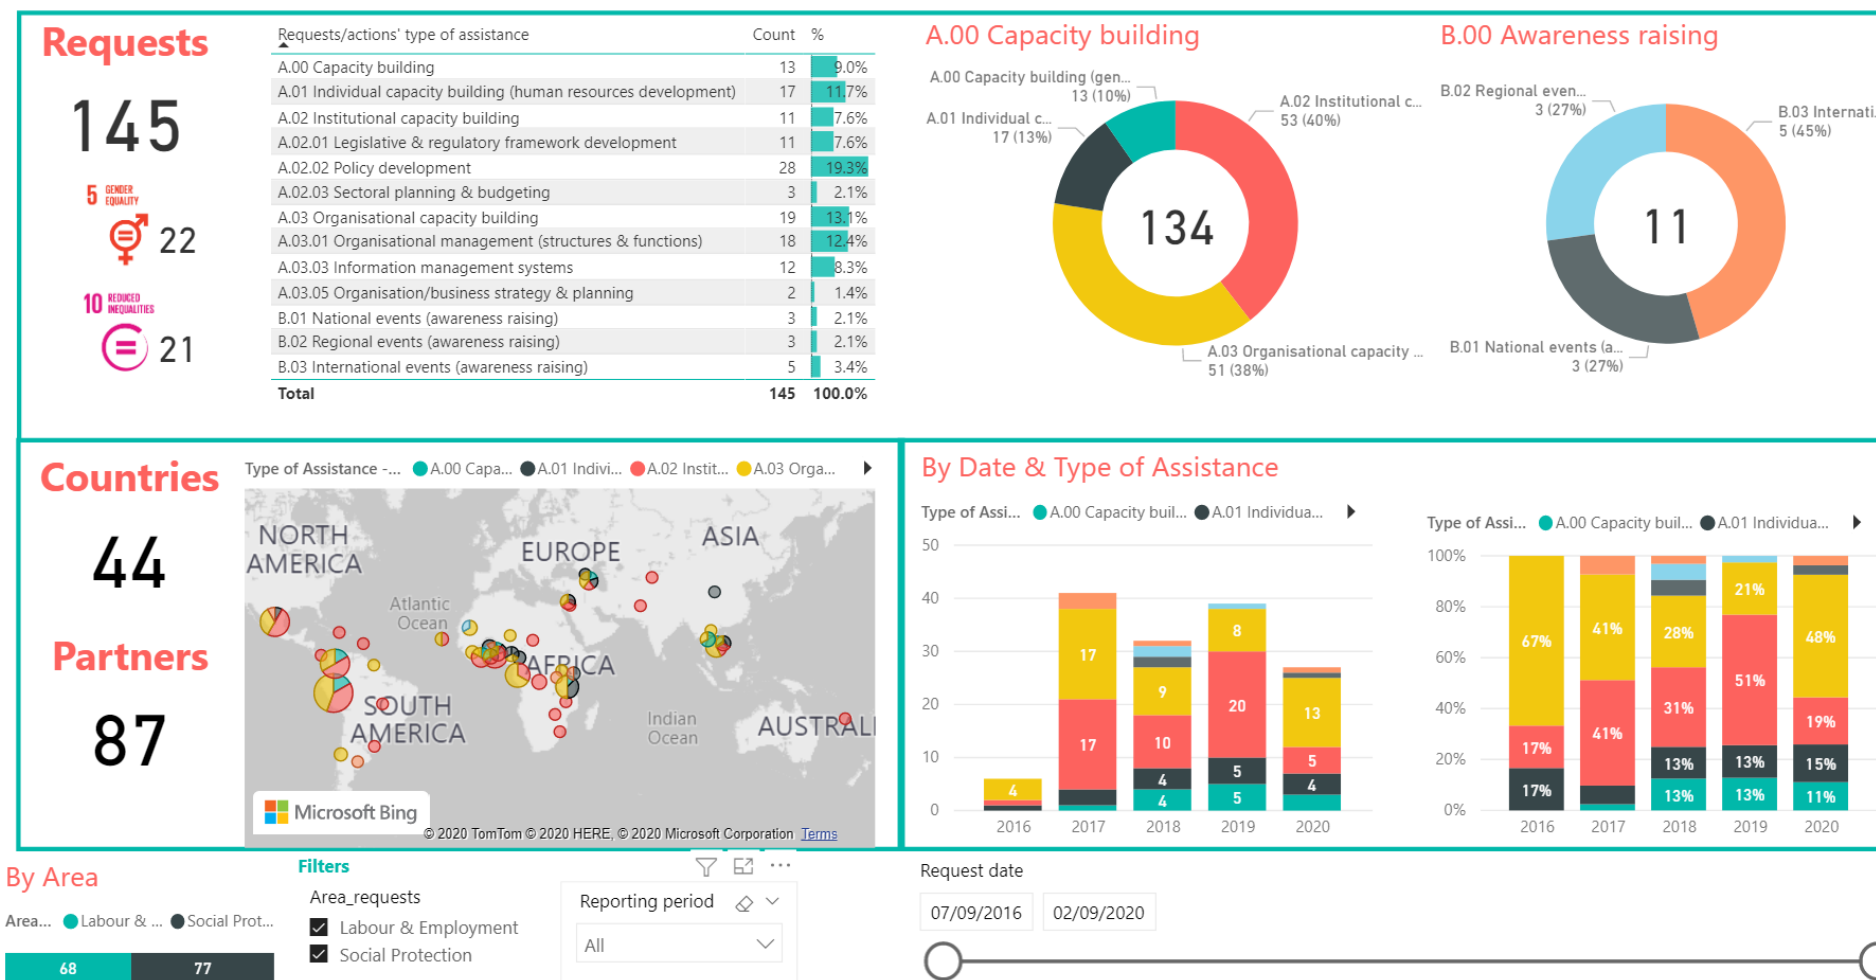 Requests
145
5 GENDER EQUALITY
22
10 REDUCED INEQUALITIES
21
Requests/actions' type of assistance Count %
A.00 Capacity building 13 9.0%
A.01 Individual capacity building (human resources development) 17 11.7%
A.02 Institutional capacity building 11 7.6%
A.02.01 Legislative & regulatory framework development 11 7.6%
A.02.02 Policy development 28 19.3%
A.02.03 Sectoral planning & budgeting 3 2.1%
A.03 Organisational capacity building 19 13.1%
A.03.01 Organisational management (structures & functions) 18 12.4%
A.03.03 Information management systems 12 8.3%
A.03.05 Organisation/business strategy & planning 2 1.4%
B.01 National events (awareness raising) 3 2.1%
B.02 Regional events (awareness raising) 3 2.1%
B.03 International events (awareness raising) 5 3.4%
Total 145 100.0%
A.00 Capacity building
A.00 Capacity building (gen...
13 (10%)
A.01 Individual c...
17 (13%)
A.02 Institutional c...
53 (40%)
134
A.03 Organisational capacity ...
51 (38%)
B.00 Awareness raising
B.02 Regional even...
3 (27%)
B.03 Internati...
5 (45%)
11
B.01 National events (a...
3 (27%)
Countries
44
Partners
87
Type of Assistance -... A.00 Capa... A.01 Indivi... A.02 Instit... A.03 Orga...
NORTH
AMERICA
EUROPE
ASIA
Atlantic
Ocean
AFRICA
SOUTH
AMERICA
Indian
Ocean
AUSTRALI
Microsoft Bing
© 2020 TomTom © 2020 HERE, © 2020 Microsoft Corporation Terms
By Date & Type of Assistance
Type of Assi... A.00 Capacity buil... A.01 Individua...
50
40
30
20
10
0
4
17
17
9
10
4
4
8
20
5
5
13
5
4
2016 2017 2018 2019 2020
Type of Assi... A.00 Capacity buil... A.01 Individua...
100%
80%
60%
40%
20%
0%
67%
17%
17%
41%
41%
28%
31%
13%
13%
21%
51%
13%
13%
48%
19%
15%
11%
2016 2017 2018 2019 2020
By Area
Area... Labour & ... Social Prot...
68 77
Filters
Area_requests
Labour & Employment
Social Protection
Reporting period
All
Request date
07/09/2016 02/09/2020